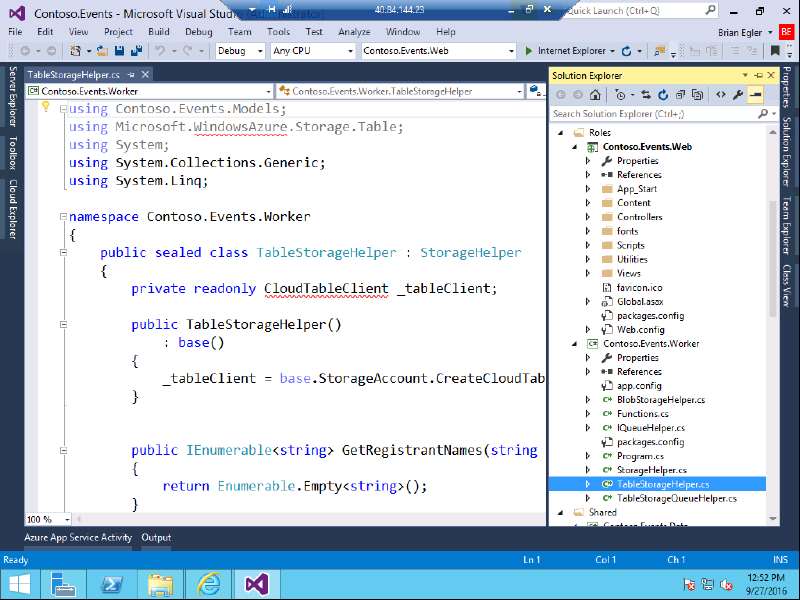 Contoso.Events - Microsoft Visual Stu
40.84.144.23
Quick Launch (Ctrl+Q)
File Edit View Project Build Debug Team Tools Test Analyze Window Help
Brian Egler BE
Debug Any CPU Contoso.Events.Web Internet Explorer
Server Explorer
Toolbox
Cloud Explorer
TableStorageHelper.cs
Contoso.Events.Worker Contoso.Events.Worker.TableStorageHelper
using Contoso.Events.Models;
using Microsoft.WindowsAzure.Storage.Table;
using System;
using System.Collections.Generic;
using System.Linq;
namespace Contoso.Events.Worker
{
public sealed class TableStorageHelper : StorageHelper
{
private readonly CloudTableClient _tableClient;
public TableStorageHelper()
: base()
{
_tableClient = base.StorageAccount.CreateCloudTab
}
public IEnumerable<string> GetRegistrantNames(string
{
return Enumerable.Empty<string>();
}
100 %
Solution Explorer
Search Solution Explorer (Ctrl+;)
Roles
Contoso.Events.Web
Properties
References
App_Start
Content
Controllers
fonts
Scripts
Utilities
Views
favicon.ico
Global.asax
packages.config
Web.config
Contoso.Events.Worker
Properties
References
app.config
BlobStorageHelper.cs
Functions.cs
IQueueHelper.cs
packages.config
Program.cs
StorageHelper.cs
TableStorageHelper.cs
TableStorageQueueHelper.cs
Shared
Contoso.Events.Data
Properties
Solution Explorer
Team Explorer
Class View
Azure App Service Activity Output
Ready Ln 1 Col 1 Ch 1 INS
12:52 PM
9/27/2016